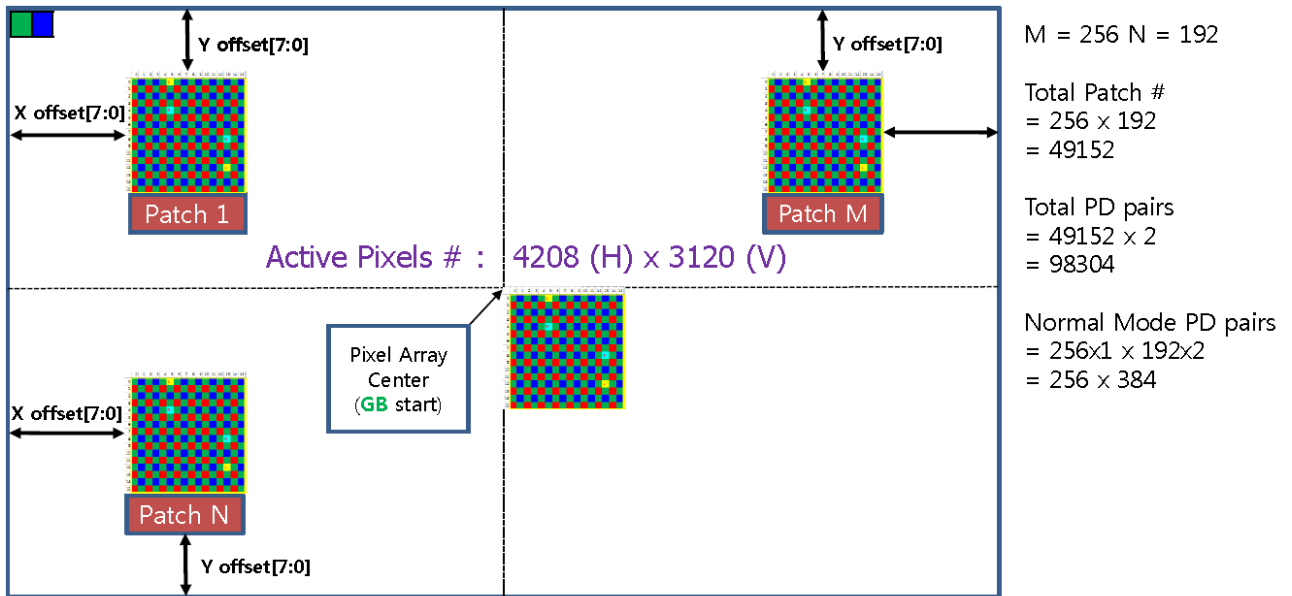 Y offset[7:0]
Y offset[7:0]
X offset[7:0]
Patch 1
Patch M
Active Pixels # : 4208 (H) x 3120 (V)
Pixel Array
Center
(GB start)
X offset[7:0]
Patch N
Y offset[7:0]
M = 256 N = 192
Total Patch #
= 256 x 192
= 49152
Total PD pairs
= 49152 x 2
= 98304
Normal Mode PD pairs
= 256x1 x 192x2
= 256 x 384